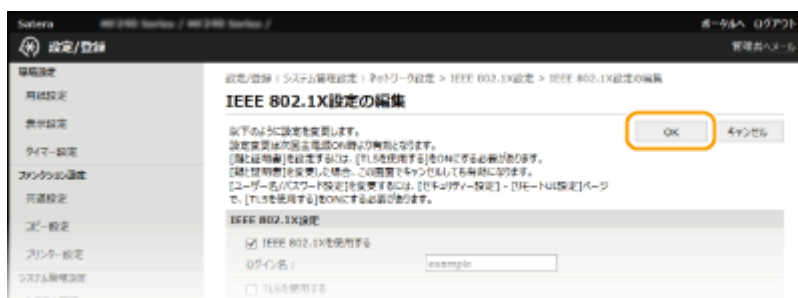 Satera MF240 Series / MF240 Series / ポータルへ ログアウト
設定/登録 管理者へメール
環境設定
用紙設定
表示設定
タイマー設定
ファンクション設定
共通設定
コピー設定
プリンター設定
システム管理設定
設定/登録 : システム管理設定 : ネットワーク設定 > IEEE 802.1X設定 > IEEE 802.1X設定の編集
IEEE 802.1X設定の編集
以下のように設定を変更します。
設定変更は次回主電源ON時より有効となります。
[鍵と証明書]を設定するには、[TLSを使用する]をONにする必要があります。
[鍵と証明書]を変更した場合、この画面でキャンセルしても有効になります。
[ユーザー名/パスワード設定]を変更するには、[セキュリティー設定] - [リモートUI設定]ページ
で、[TLSを使用する]をONにする必要があります。
OK キャンセル
IEEE 802.1X設定
IEEE 802.1Xを使用する
ログイン名 : example
TLSを使用する